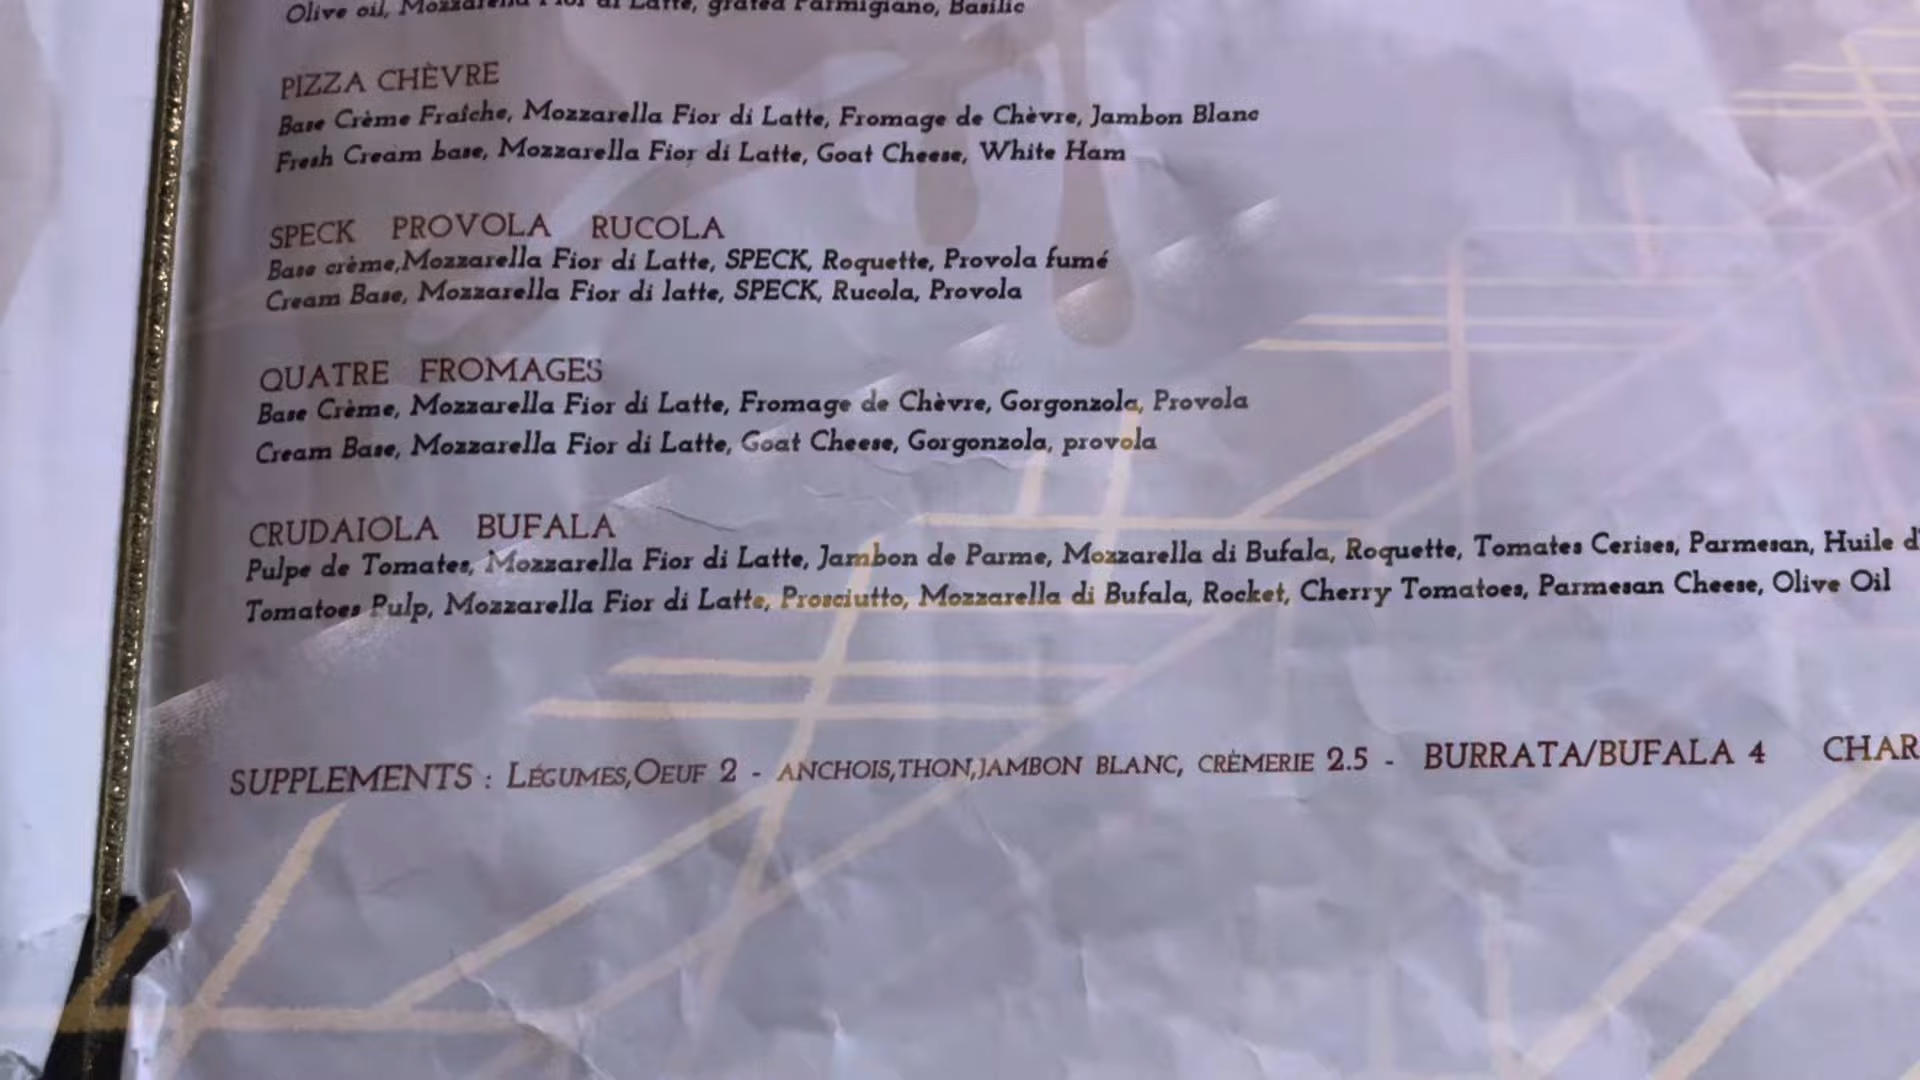 Olive oil, Mozzarella Fior di Latte, grated Parmigiano, Basilic
PIZZA CHÈVRE
Base Crème Fraîche, Mozzarella Fior di Latte, Fromage de Chèvre, Jambon Blanc
Fresh Cream base, Mozzarella Fior di Latte, Goat Cheese, White Ham
SPECK PROVOLA RUCOLA
Base crème,Mozzarella Fior di Latte, SPECK, Roquette, Provola fumé
Cream Base, Mozzarella Fior di latte, SPECK, Rucola, Provola
QUATRE FROMAGES
Base Crème, Mozzarella Fior di Latte, Fromage de Chèvre, Gorgonzola, Provola
Cream Base, Mozzarella Fior di Latte, Goat Cheese, Gorgonzola, provola
CRUDAIOLA BUFALA
Pulpe de Tomates, Mozzarella Fior di Latte, Jambon de Parme, Mozzarella di Bufala, Roquette, Tomates Cerises, Parmesan, Huile d'
Tomatoes Pulp, Mozzarella Fior di Latte, Prosciutto, Mozzarella di Bufala, Rocket, Cherry Tomatoes, Parmesan Cheese, Olive Oil
SUPPLEMENTS : LÉGUMES,OEUF 2 - ANCHOIS,THON,JAMBON BLANC, CRÈMERIE 2.5 - BURRATA/BUFALA 4 CHAR